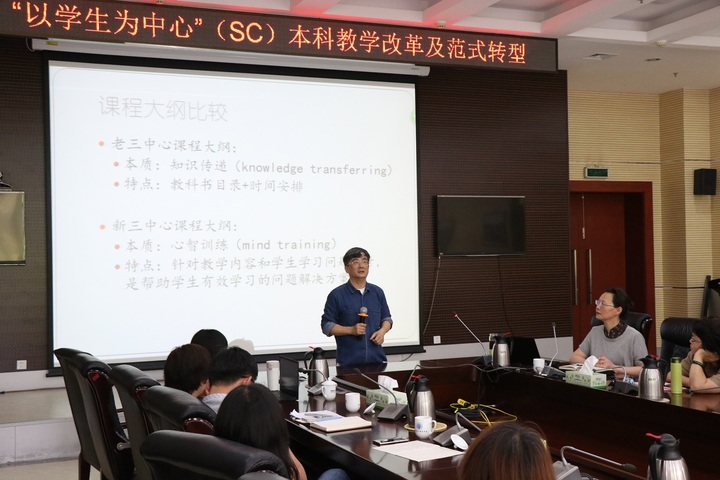 “以学生为中心”（SC）本科教学改革及范式转型
课程大纲比较
• 老三中心课程大纲：
• 本质：知识传递（knowledge transferring）
• 特点：教科书目录+时间安排
• 新三中心课程大纲：
• 本质：心智训练（mind training）
• 特点：针对教学内容和学生学习问
是帮助学生有效学习的问题解决方